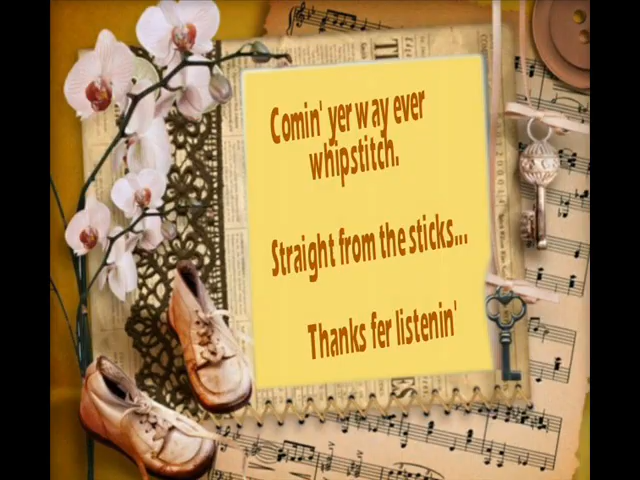 Comin' yer way ever
whipstitch.
Straight from the sticks...
Thanks fer listenin'